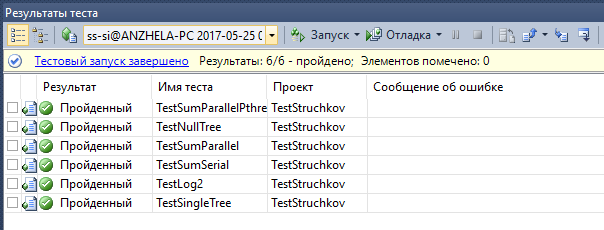 Результаты теста
ss-si@ANZHELA-PC 2017-05-25 0 Запуск Отладка
Тестовый запуск завершено Результаты: 6/6 - пройдено; Элементов помечено: 0
Результат Имя теста Проект Сообщение об ошибке
Пройденный TestSumParallelPthre TestStruchkov
Пройденный TestNullTree TestStruchkov
Пройденный TestSumParallel TestStruchkov
Пройденный TestSumSerial TestStruchkov
Пройденный TestLog2 TestStruchkov
Пройденный TestSingleTree TestStruchkov